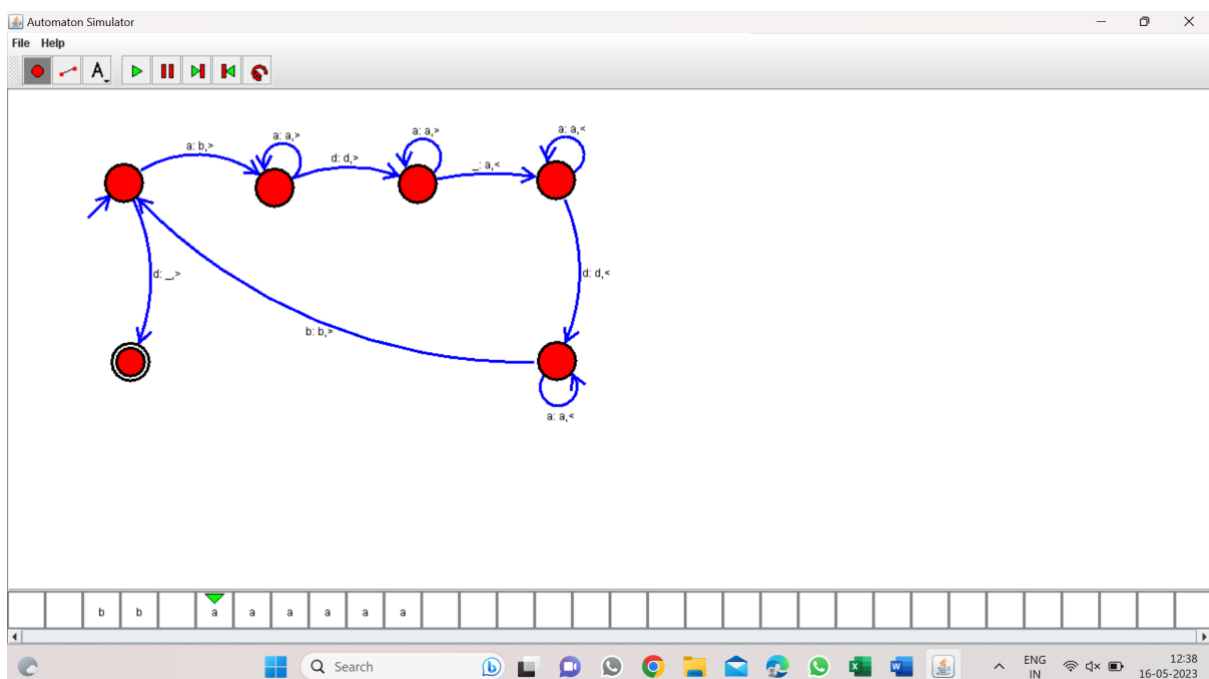 Automaton Simulator
File Help
A
a: b,>
a: a,>
d: d,>
a: a,>
_: a,<
a: a,<
d: _,>
d: d,<
b: b,>
a: a,<
b b a a a a a a
Search
ENG
IN
12:38
16-05-2023